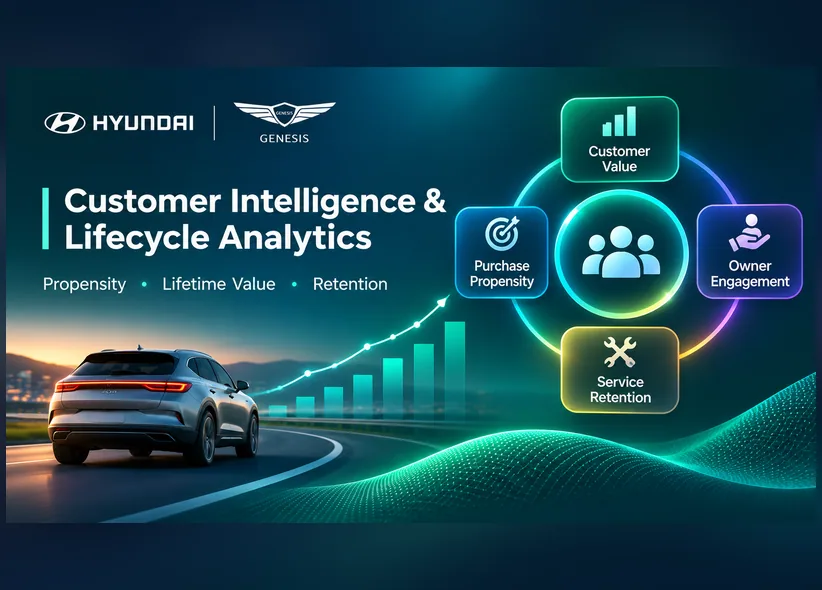 HYUNDAI
GENESIS
GENESIS
Customer Intelligence &
Lifecycle Analytics
Propensity • Lifetime Value • Retention
Customer
Value
Purchase
Propensity
Owner
Engagement
Service
Retention